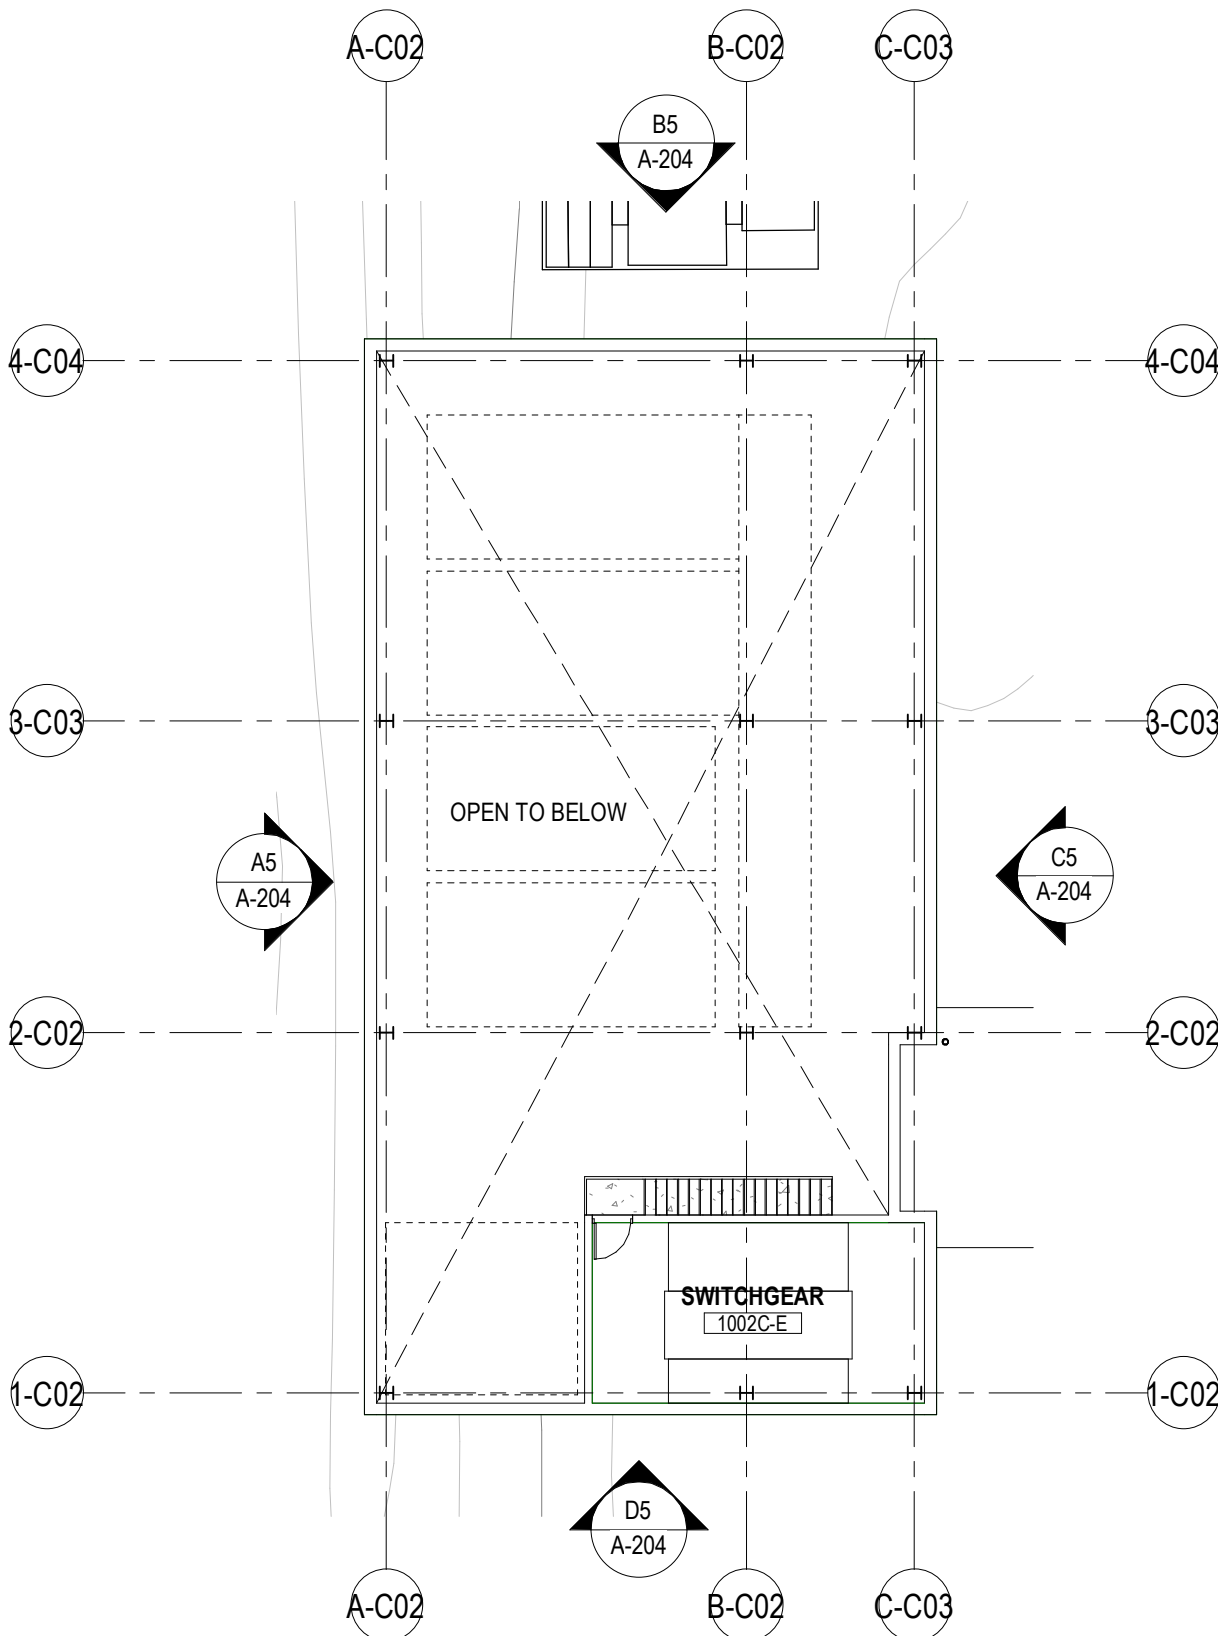 A-C02
B-C02
C-C03
B5
A-204
4-C04
4-C04
3-C03
3-C03
OPEN TO BELOW
A5
A-204
C5
A-204
2-C02
2-C02
SWITCHGEAR
1002C-E
1-C02
1-C02
D5
A-204
A-C02
B-C02
C-C03